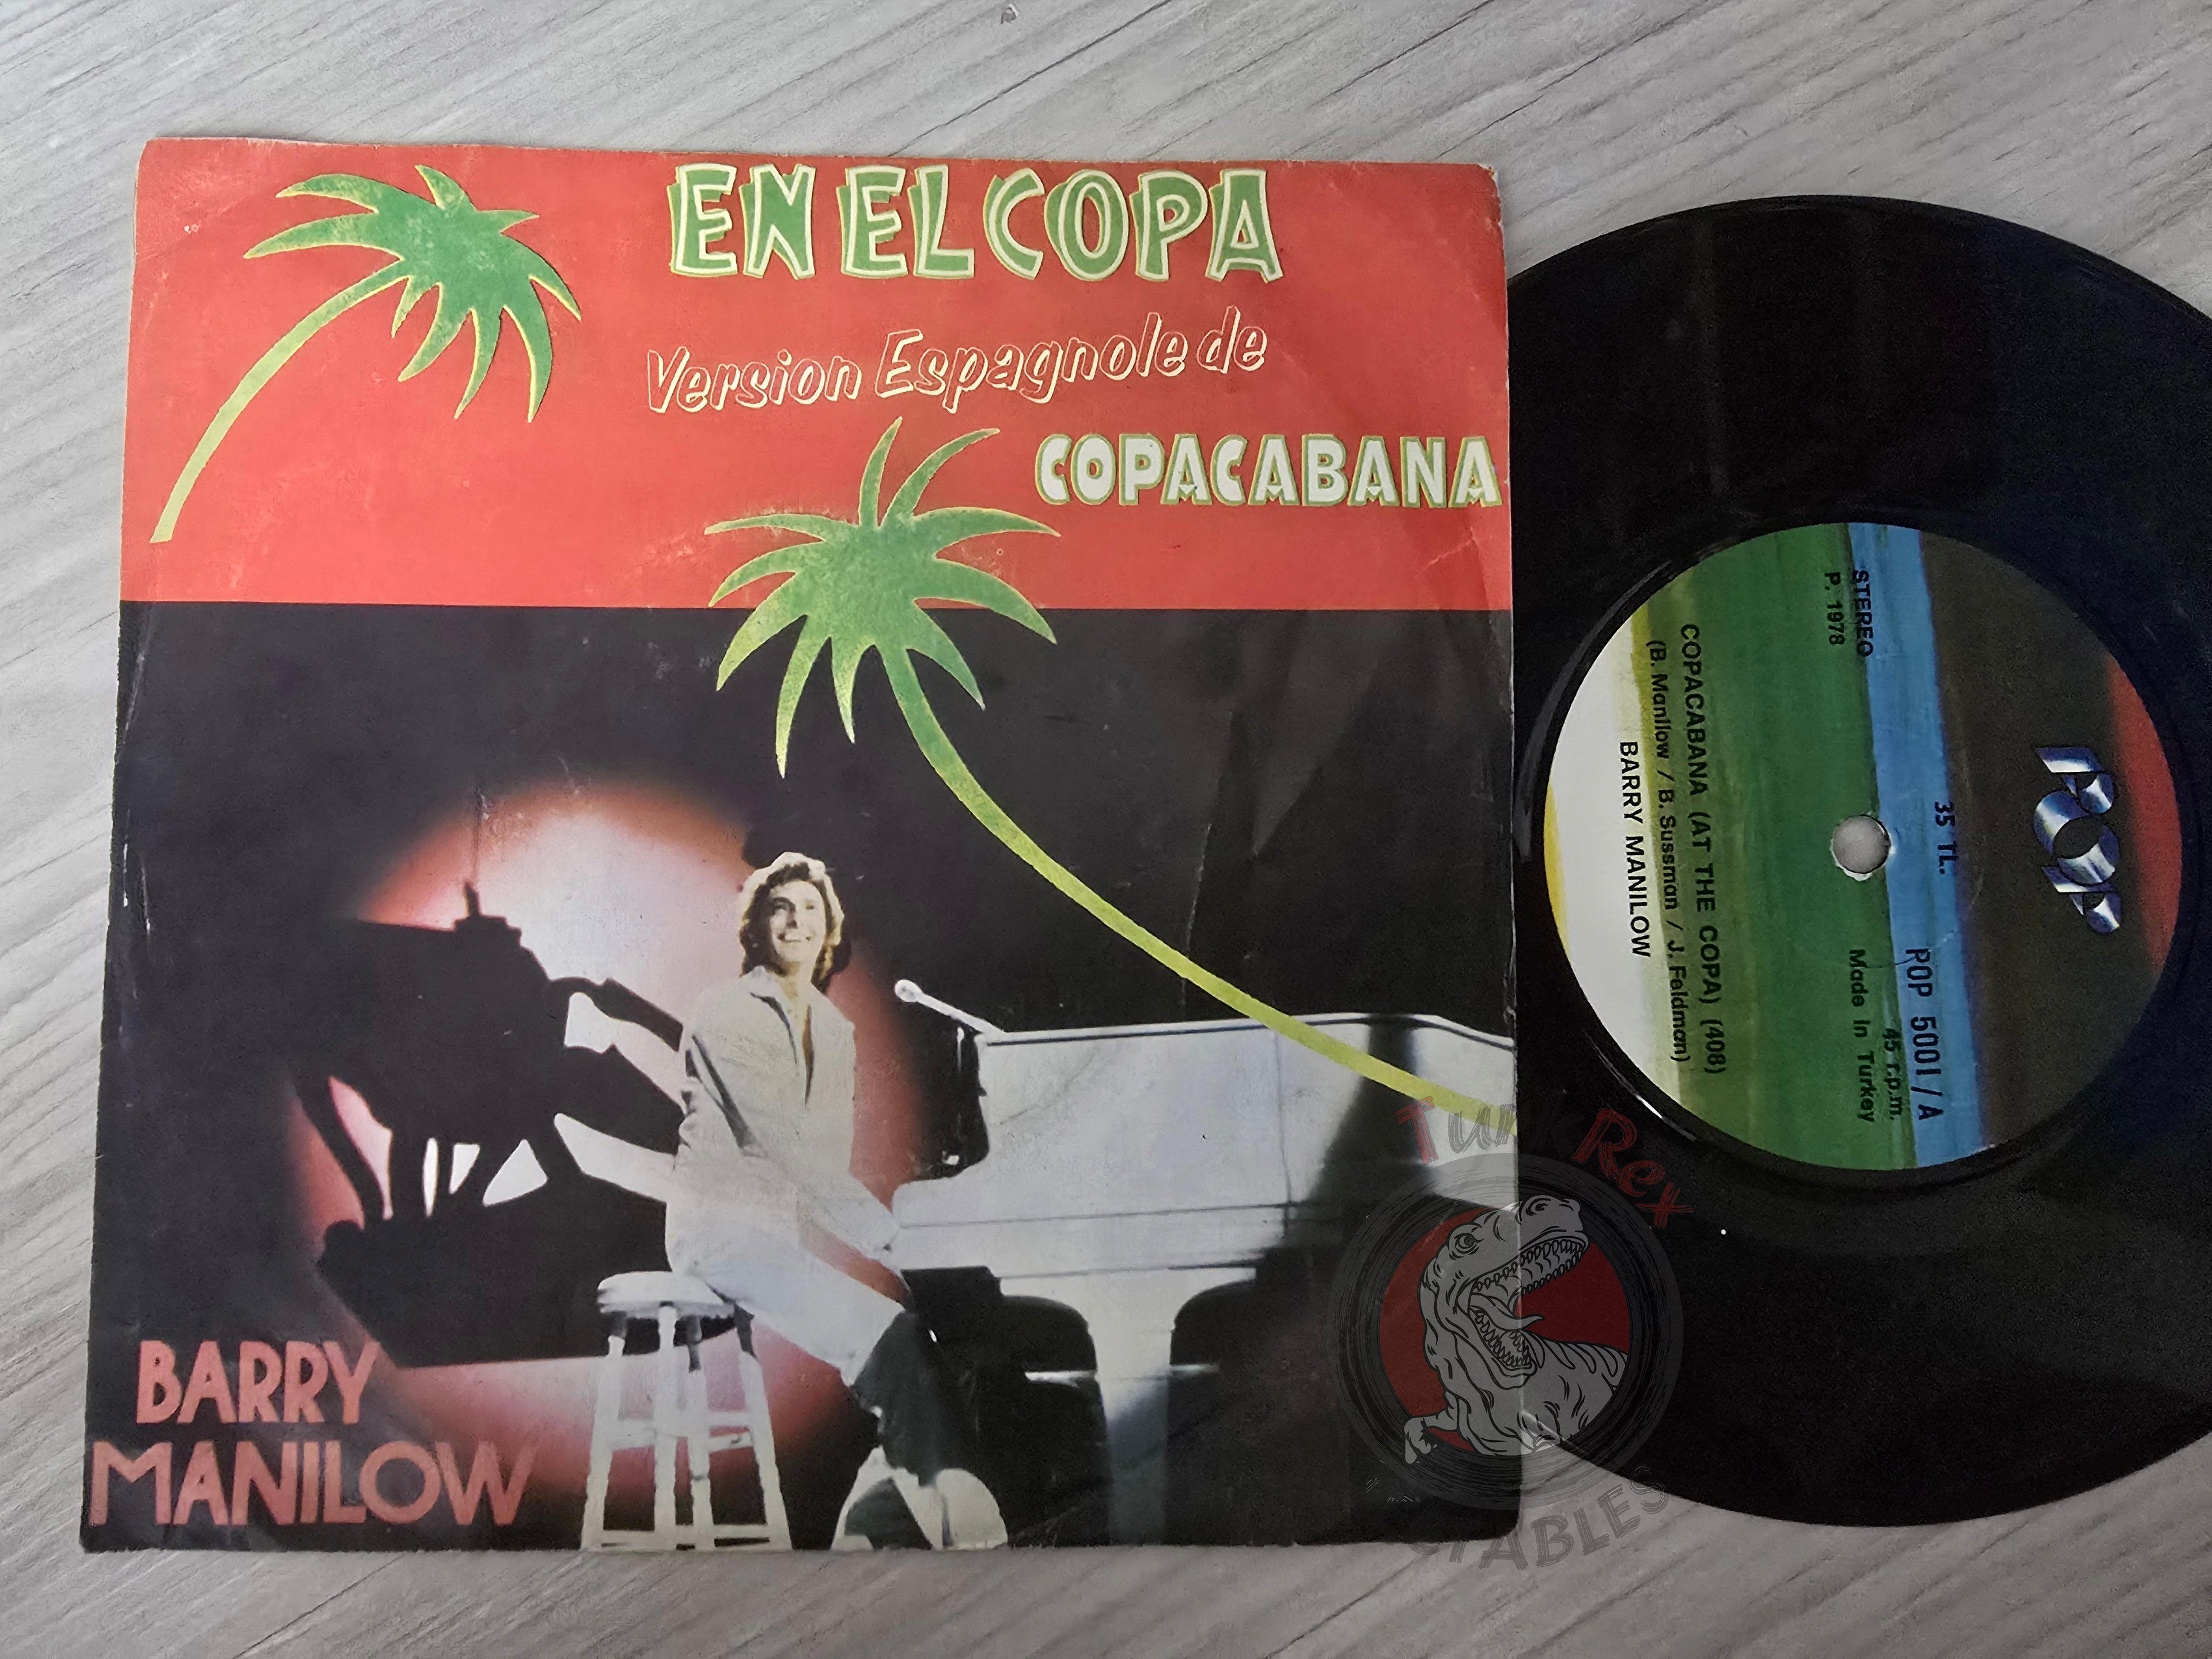 EN EL COPA
Version Espagnole de
COPACABANA
BARRY
MANILOW
POP
35 TL.
POP 5001/A
45 r.p.m.
STEREO
Made In Turkey
P. 1978
COPACABANA (AT THE COPA) (408)
(B. Manilow / B. Sussman / J. Feldman)
BARRY MANILOW
TurkRex